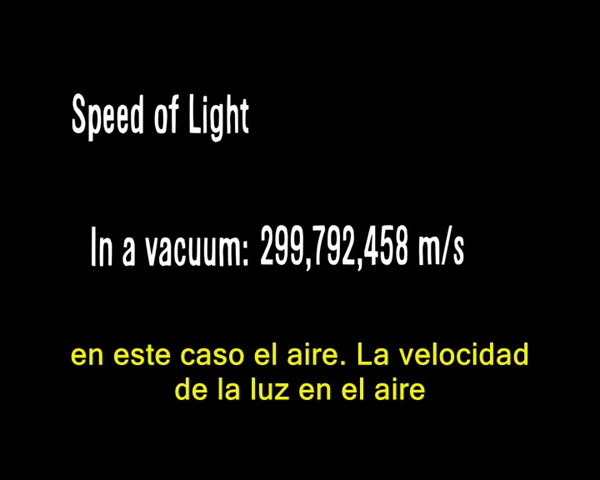 Speed of Light
In a vacuum: 299,792,458 m/s
en este caso el aire. La velocidad
de la luz en el aire